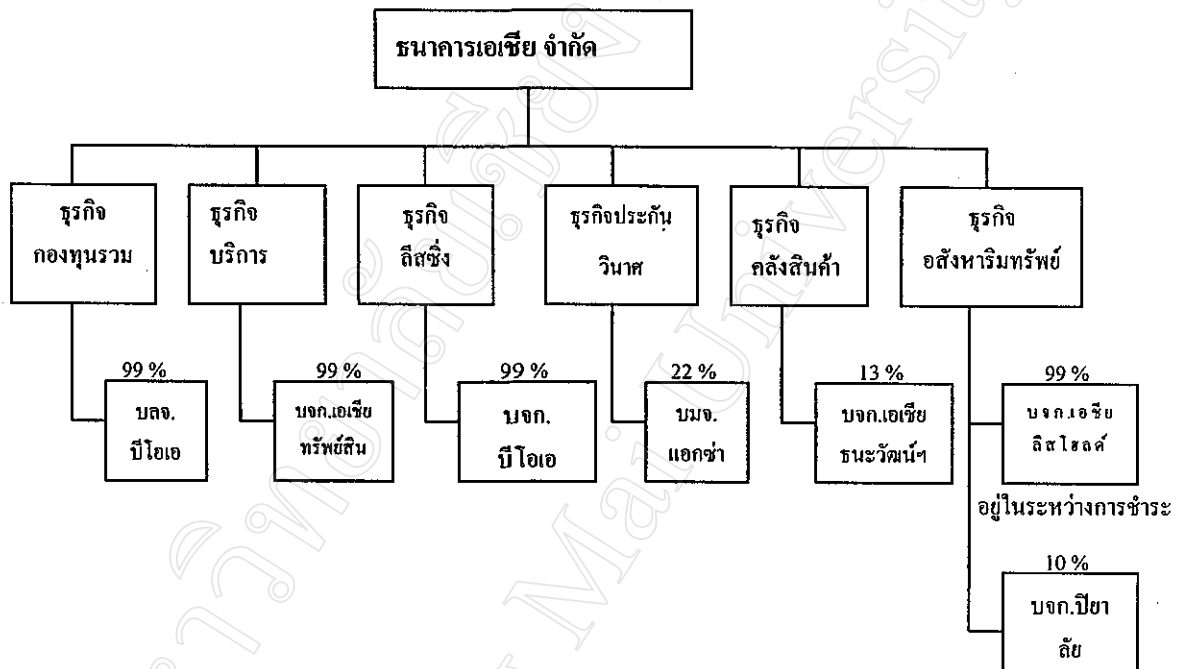 ธนาคารเอเชีย จำกัด
ธุรกิจ
กองทุนรวม
ธุรกิจ
บริการ
ธุรกิจ
ลีสซิ่ง
ธุรกิจประกัน
วินาศ
ธุรกิจ
คลังสินค้า
ธุรกิจ
อสังหาริมทรัพย์
99 %
บลจ.
บีโอเอ
99 %
บจก.เอเชีย
ทรัพย์สิน
99 %
บจก.
บีโอเอ
22 %
บมจ.
แอกซ่า
13 %
บจก.เอเชีย
ธนะวัฒน์ฯ
99 %
บจก.เอชีย
ลิสโฮลค์
อยู่ในระหว่างการชำระ
10 %
บจก.ปิยา
ลัย
Mai University